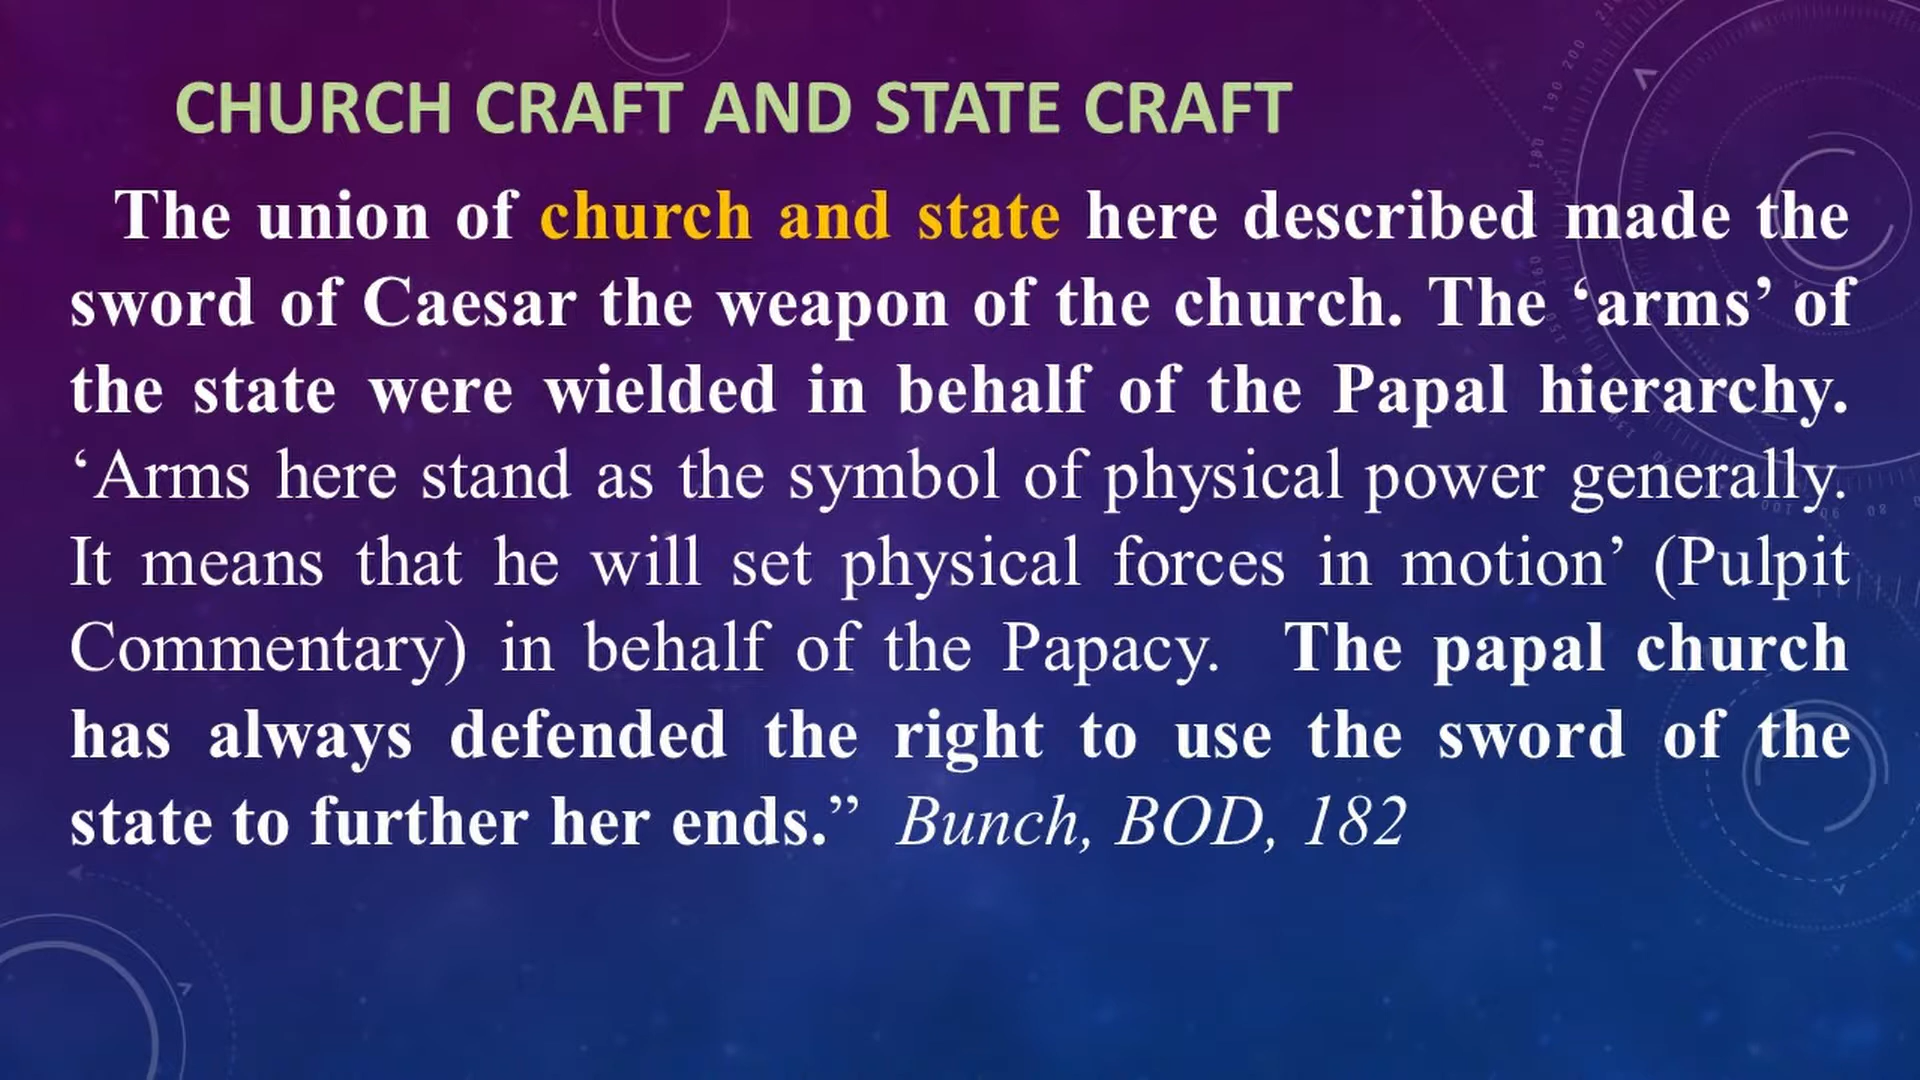 CHURCH CRAFT AND STATE CRAFT
The union of church and state here described made the
sword of Caesar the weapon of the church. The ‘arms’ of
the state were wielded in behalf of the Papal hierarchy.
‘Arms here stand as the symbol of physical power generally.
It means that he will set physical forces in motion’ (Pulpit
Commentary) in behalf of the Papacy. The papal church
has always defended the right to use the sword of the
state to further her ends.” Bunch, BOD, 182